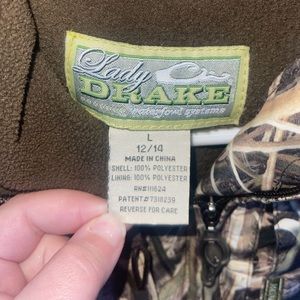 Lady
DRAKE
waterfowl systems
L
12/14
MADE IN CHINA
SHELL: 100% POLYESTER
LINING: 100% POLYESTER
RN#111624
PATENT#7318239
REVERSE FOR CARE